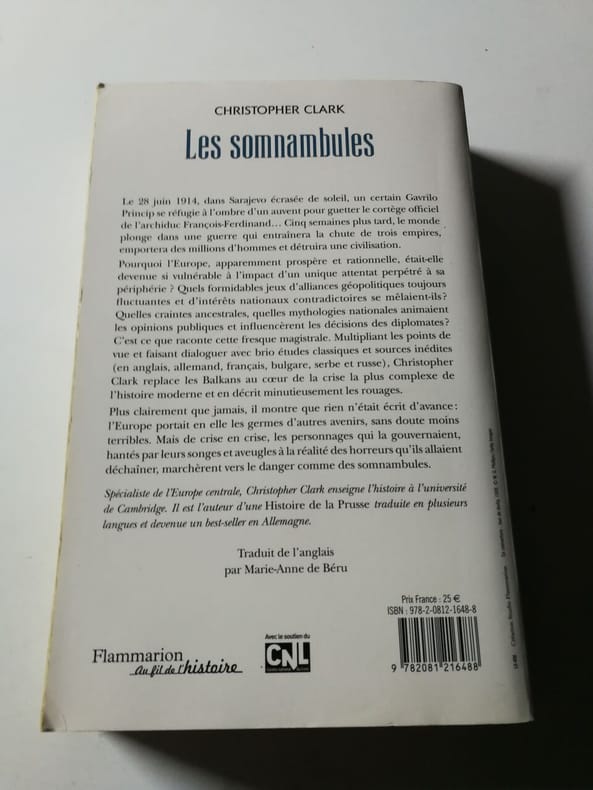 CHRISTOPHER CLARK
Les somnambules
Le 28 juin 1914, dans Sarajevo écrasée de soleil, un certain Gavrilo
Princip se réfugie à l'ombre d'un auvent pour guetter le cortège officiel
de l'archiduc François-Ferdinand... Cinq semaines plus tard, le monde
plonge dans une guerre qui entraînera la chute de trois empires,
emportera des millions d'hommes et détruira une civilisation.
Pourquoi l'Europe, apparemment prospère et rationnelle, était-elle
devenue si vulnérable à l'impact d'un unique attentat perpétré à sa
périphérie ? Quels formidables jeux d'alliances géopolitiques toujours
fluctuantes et d'intérêts nationaux contradictoires se mêlaient-ils?
Quelles craintes ancestrales, quelles mythologies nationales animaient
les opinions publiques et influencèrent les décisions des diplomates?
C'est ce que raconte cette fresque magistrale. Multipliant les points de
vue et faisant dialoguer avec brio études classiques et sources inédites
(en anglais, allemand, français, bulgare, serbe et russe), Christopher
Clark replace les Balkans au cœur de la crise la plus complexe de
l'histoire moderne et en décrit minutieusement les rouages.
Plus clairement que jamais, il montre que rien n'était écrit d'avance :
l'Europe portait en elle les germes d'autres avenirs, sans doute moins
terribles. Mais de crise en crise, les personnages qui la gouvernaient,
hantés par leurs songes et aveugles à la réalité des horreurs qu'ils allaient
déchaîner, marchèrent vers le danger comme des somnambules.
Spécialiste de l'Europe centrale, Christopher Clark enseigne l'histoire à l'université
de Cambridge. Il est l'auteur d'une Histoire de la Prusse traduite en plusieurs
langues et devenue un best-seller en Allemagne.
Traduit de l'anglais
par Marie-Anne de Béru
Prix France : 25 €
ISBN : 978-2-0812-1648-8
9 782081 216488
Flammarion
Au fil de l'histoire
Avec le soutien du
CNL